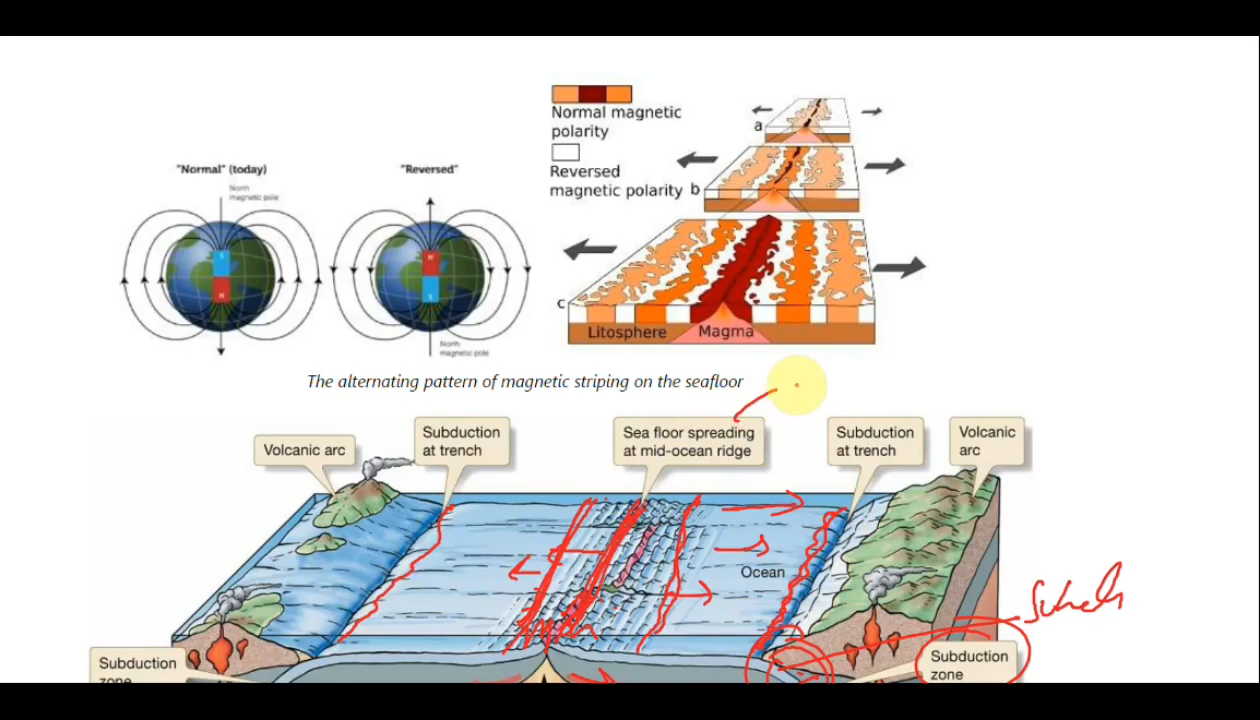 Normal magnetic
polarity
Reversed
magnetic polarity
"Normal" (today)
North
magnetic pole
"Reversed"
North
magnetic pole
a
b
c
Litosphere
Magma
The alternating pattern of magnetic striping on the seafloor
Volcanic arc
Subduction
at trench
Sea floor spreading
at mid-ocean ridge
Subduction
at trench
Volcanic
arc
Ocean
Subduction
zone
Subduction
zone